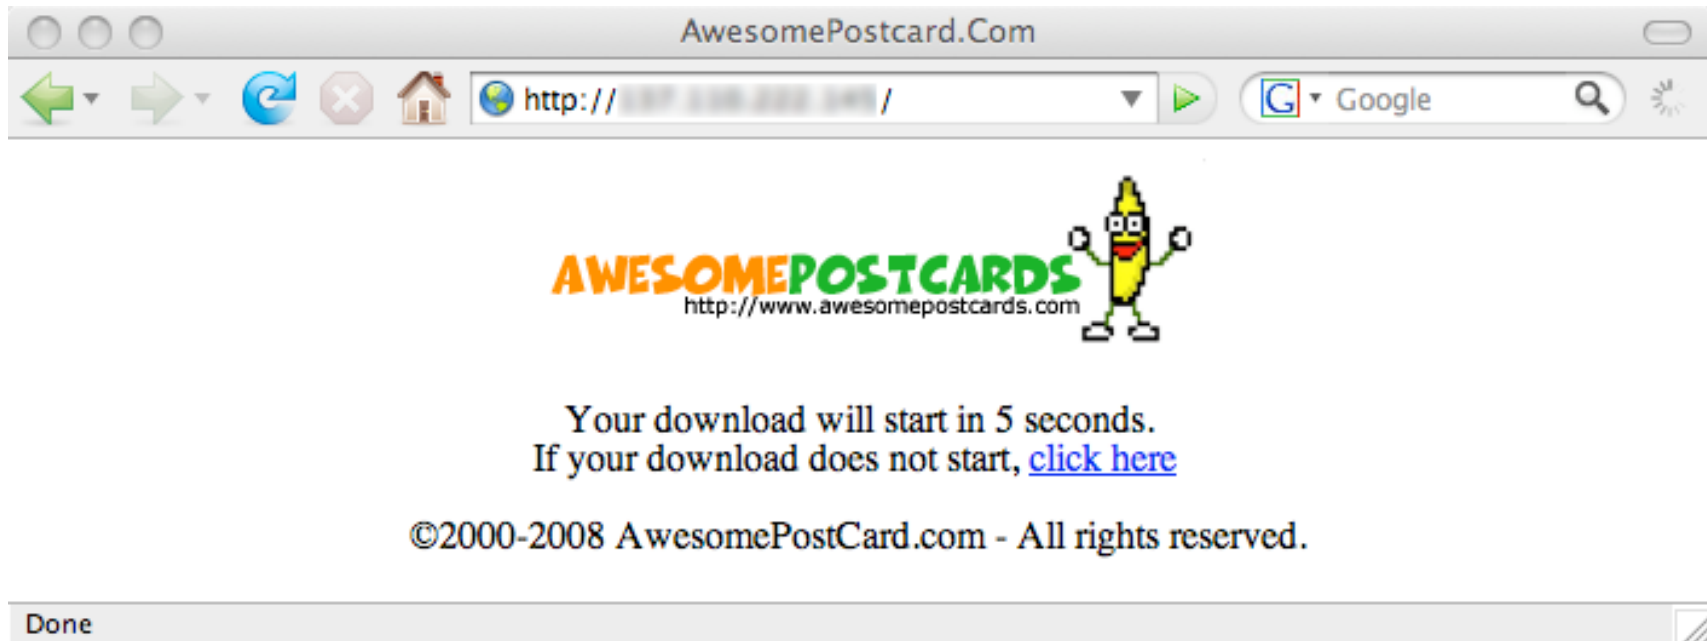 AwesomePostcard.Com
http:// /
G Google
AWESOMEPOSTCARDS
http://www.awesomepostcards.com
Your download will start in 5 seconds.
If your download does not start, click here
©2000-2008 AwesomePostCard.com - All rights reserved.
Done